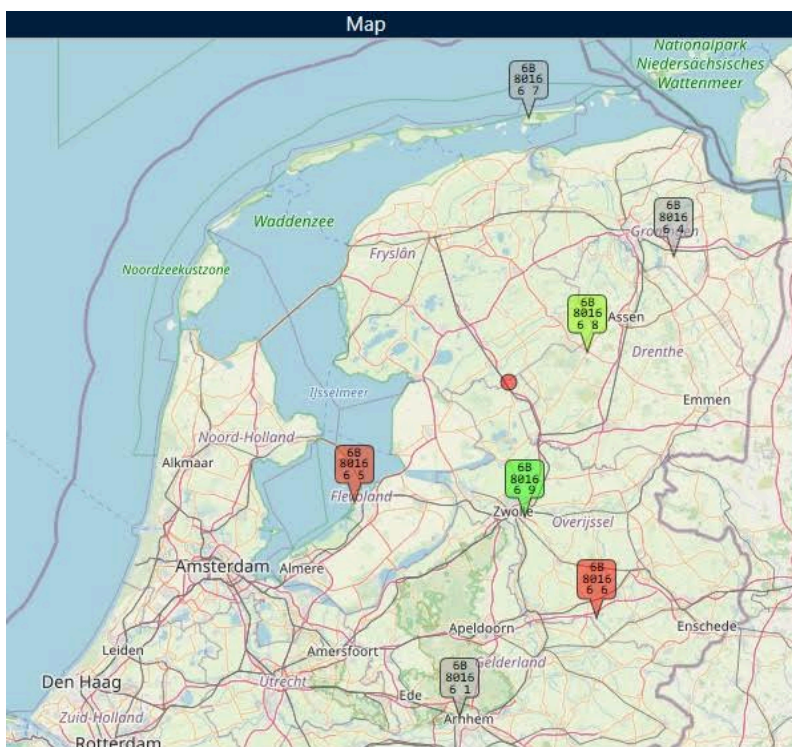 Map
Nationalpark
Niedersächsisches
Wattenmeer
6B
8016
6 7
Waddenzee
6B
8016
6 4
Groningen
Fryslân
Noordzeekustzone
6B
8016
6 8
Assen
Drenthe
IJsselmeer
Emmen
Noord-Holland
Alkmaar
6B
8016
6 5
Flevoland
6B
8016
6 9
Zwolle
Overijssel
Amsterdam
Almere
6B
8016
6 6
Apeldoorn
Enschede
Leiden
Amersfoort
Gelderland
6B
8016
6 1
Den Haag
Utrecht
Ede
Arnhem
Zuid-Holland
Rotterdam